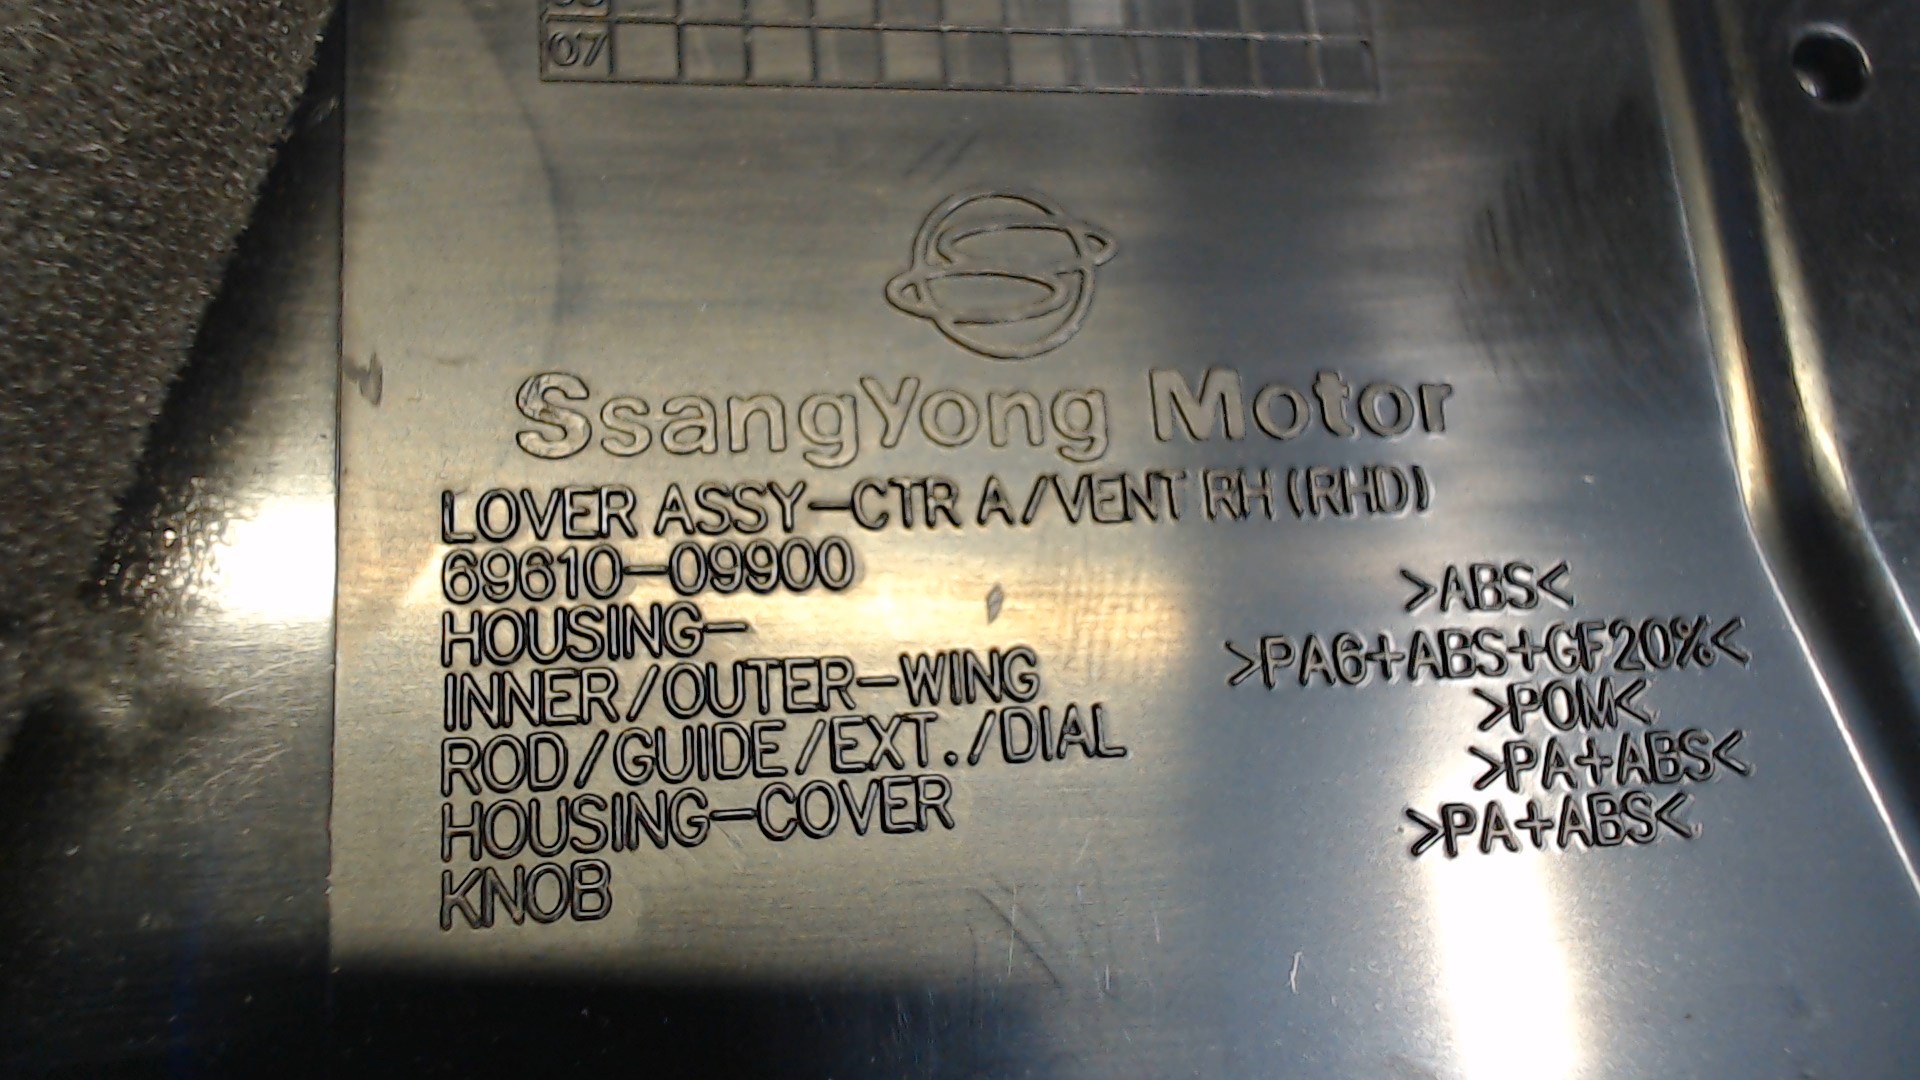 07
SsangYong Motor
LOVER ASSY-CTR A/VENT RH (RHD)
69610-09900
HOUSING- >ABS<
INNER/OUTER-WING >PA6+ABS+GF20%<
ROD/GUIDE/EXT./DIAL >POM<
HOUSING-COVER >PA+ABS<
KNOB >PA+ABS<